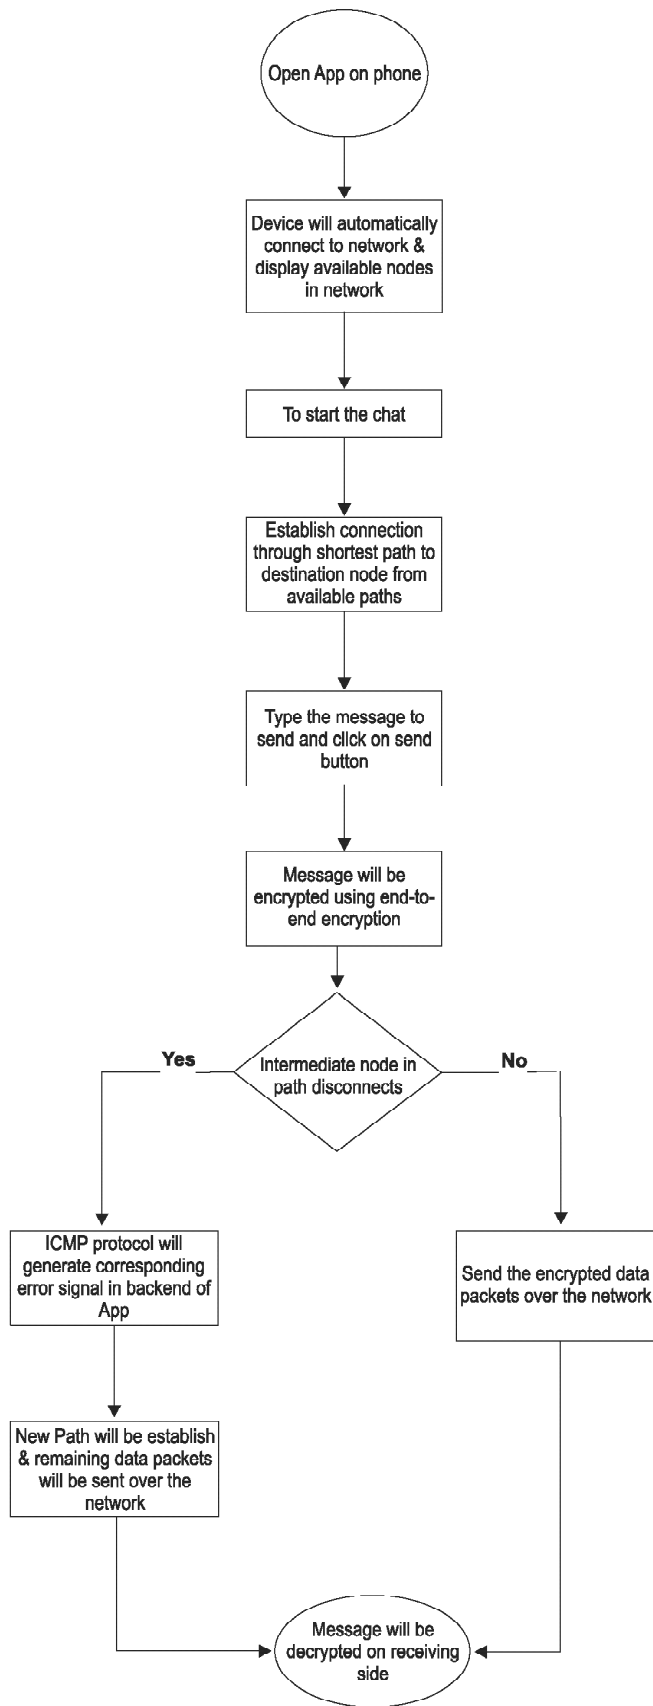 Open App on phone
Device will automatically
connect to network &
display available nodes
in network
To start the chat
Establish connection
through shortest path to
destination node from
available paths
Type the message to
send and click on send
button
Message will be
encrypted using end-to-
end encryption
Yes
Intermediate node in
path disconnects
No
ICMP protocol will
generate corresponding
error signal in backend of
App
Send the encrypted data
packets over the network
New Path will be establish
& remaining data packets
will be sent over the
network
Message will be
decrypted on receiving
side